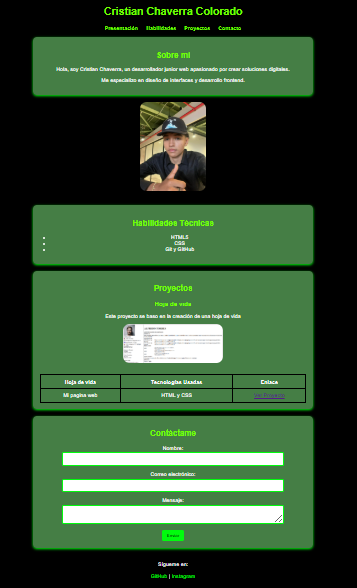 Cristian Chaverra Colorado
Presentación Habilidades Proyectos Contacto
Sobre mí
Hola, soy Cristian Chaverra, un desarrollador junior web apasionado por crear soluciones digitales.
Me especializo en diseño de interfaces y desarrollo frontend.
Habilidades Técnicas
HTML5
CSS
Git y GitHub
Proyectos
Hoja de vida
Este proyecto se baso en la creación de una hoja de vida
Hoja de vida Tecnologías Usadas Enlace
Mi pagina web HTML y CSS Ver Proyecto
Contáctame
Nombre:
Correo electrónico:
Mensaje:
Enviar
Sígueme en:
GitHub | Instagram